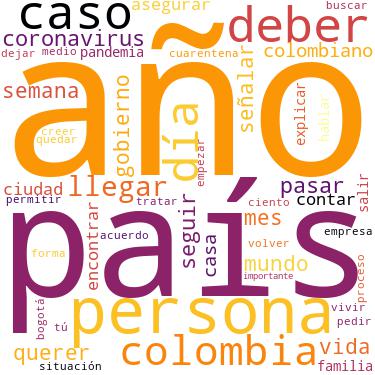 asegurar
buscar
caso
deber
coronavirus
dejar
medio
pandemia
cuarentena
colombiano
año
semana
gobierno
día
señalar
explicar
hablar
creer
quedar
empezar
ciudad
llegar
pasar
salir
permitir
tratar
ciento
contar
país
encontrar
seguir
casa
mes
empresa
acuerdo
volver
forma
mundo
proceso
importante
bogotá
tú
persona
vivir
pedir
querer
colombia
vida
situación
familia